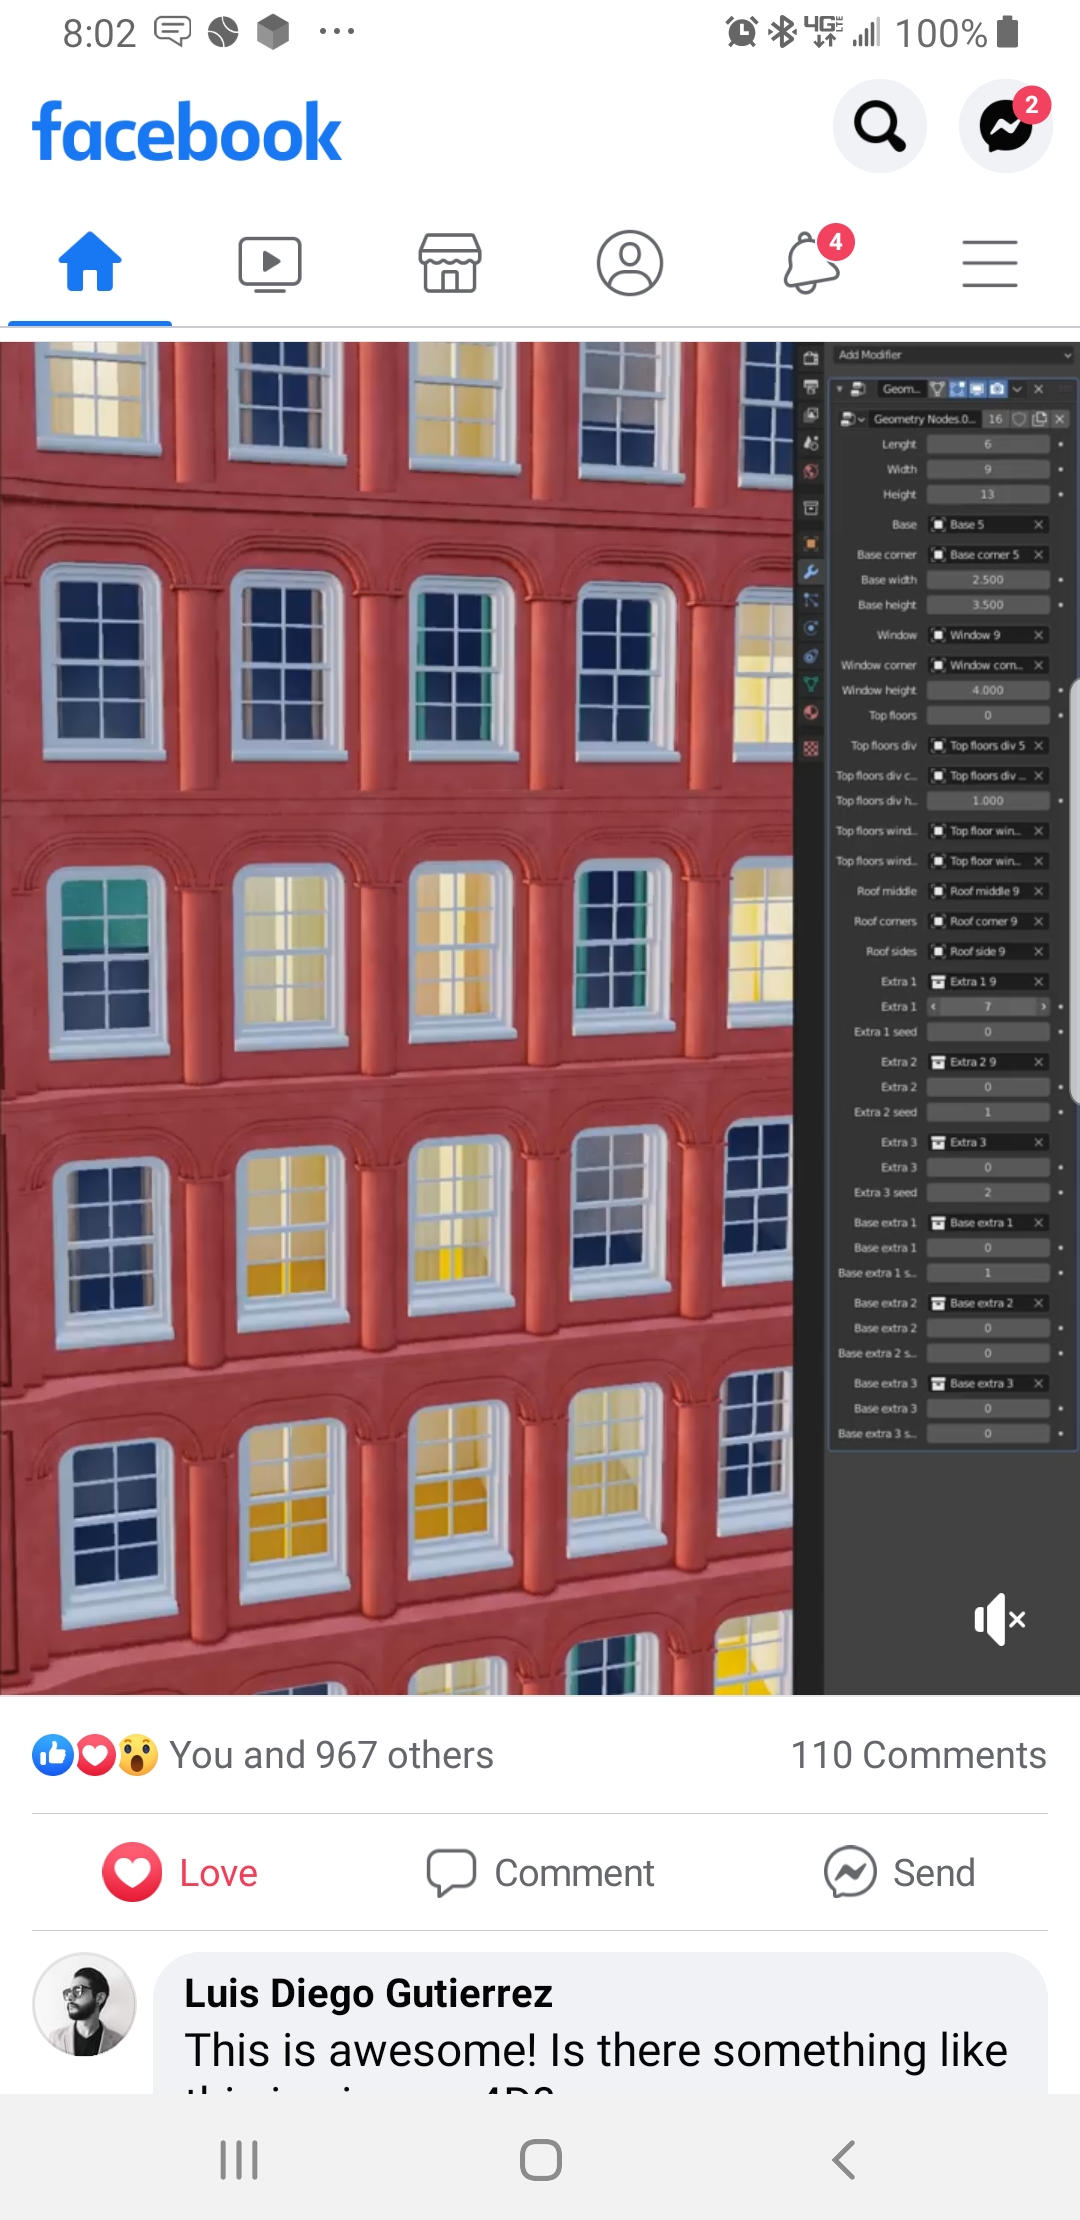 8:02
4G LTE
100%
facebook
2
4
Add Modifier
Geom...
Geometry Nodes.0... 16
Lenght 6
Width 9
Height 13
Base Base 5
Base corner Base corner 5
Base width 2.500
Base height 3.500
Window Window 9
Window corner Window corn...
Window height 4.000
Top floors 0
Top floors div Top floors div 5
Top floors div c... Top floors div ...
Top floors div h... 1.000
Top floors wind... Top floor win...
Top floors wind... Top floor win...
Roof middle Roof middle 9
Roof corners Roof corner 9
Roof sides Roof side 9
Extra 1 Extra 1 9
Extra 1 7
Extra 1 seed 0
Extra 2 Extra 2 9
Extra 2 0
Extra 2 seed 1
Extra 3 Extra 3
Extra 3 0
Extra 3 seed 2
Base extra 1 Base extra 1
Base extra 1 0
Base extra 1 s... 1
Base extra 2 Base extra 2
Base extra 2 0
Base extra 2 s... 0
Base extra 3 Base extra 3
Base extra 3 0
Base extra 3 s... 0
You and 967 others
110 Comments
Love
Comment
Send
Luis Diego Gutierrez
This is awesome! Is there something like